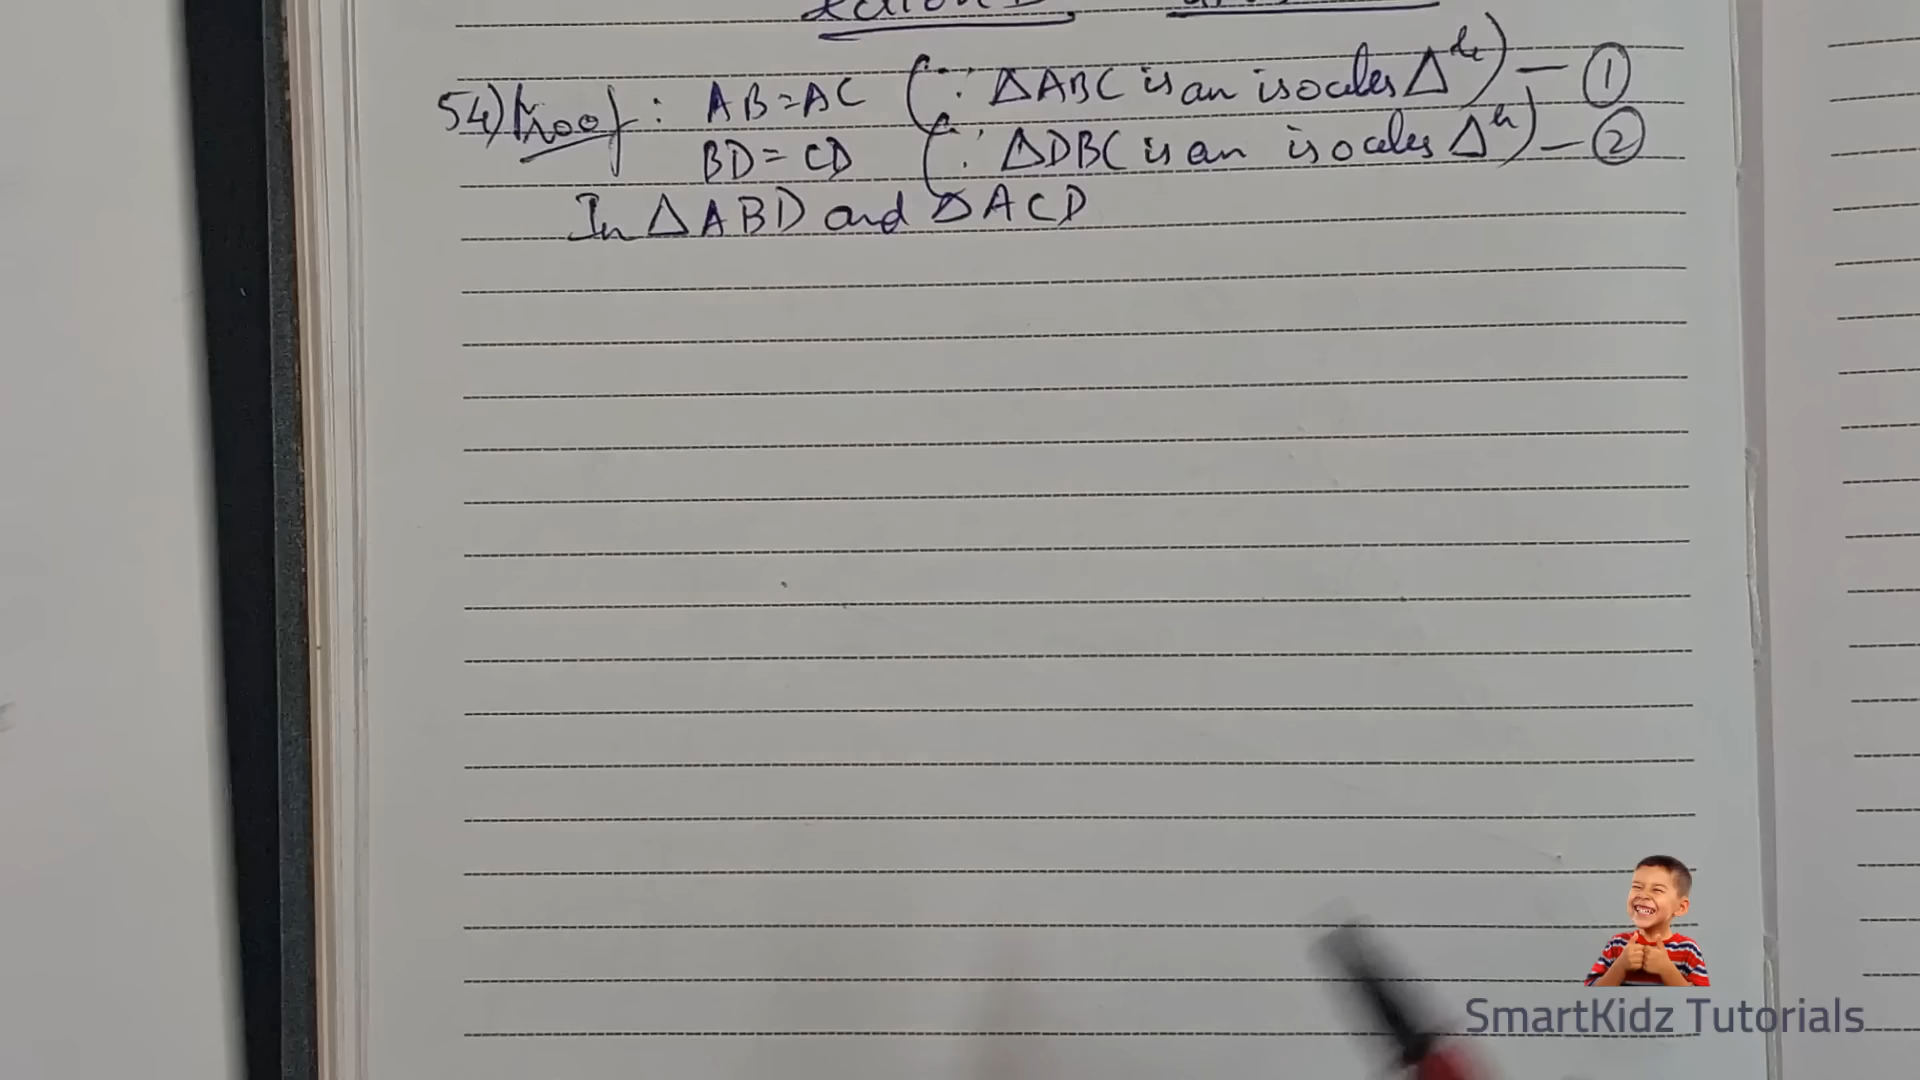 54) Proof : AB = AC (∵ ΔABC is an isoceles Δle) — ①
BD = CD (∵ ΔDBC is an isoceles Δle) — ②
In ΔABD and ΔACD
SmartKidz Tutorials